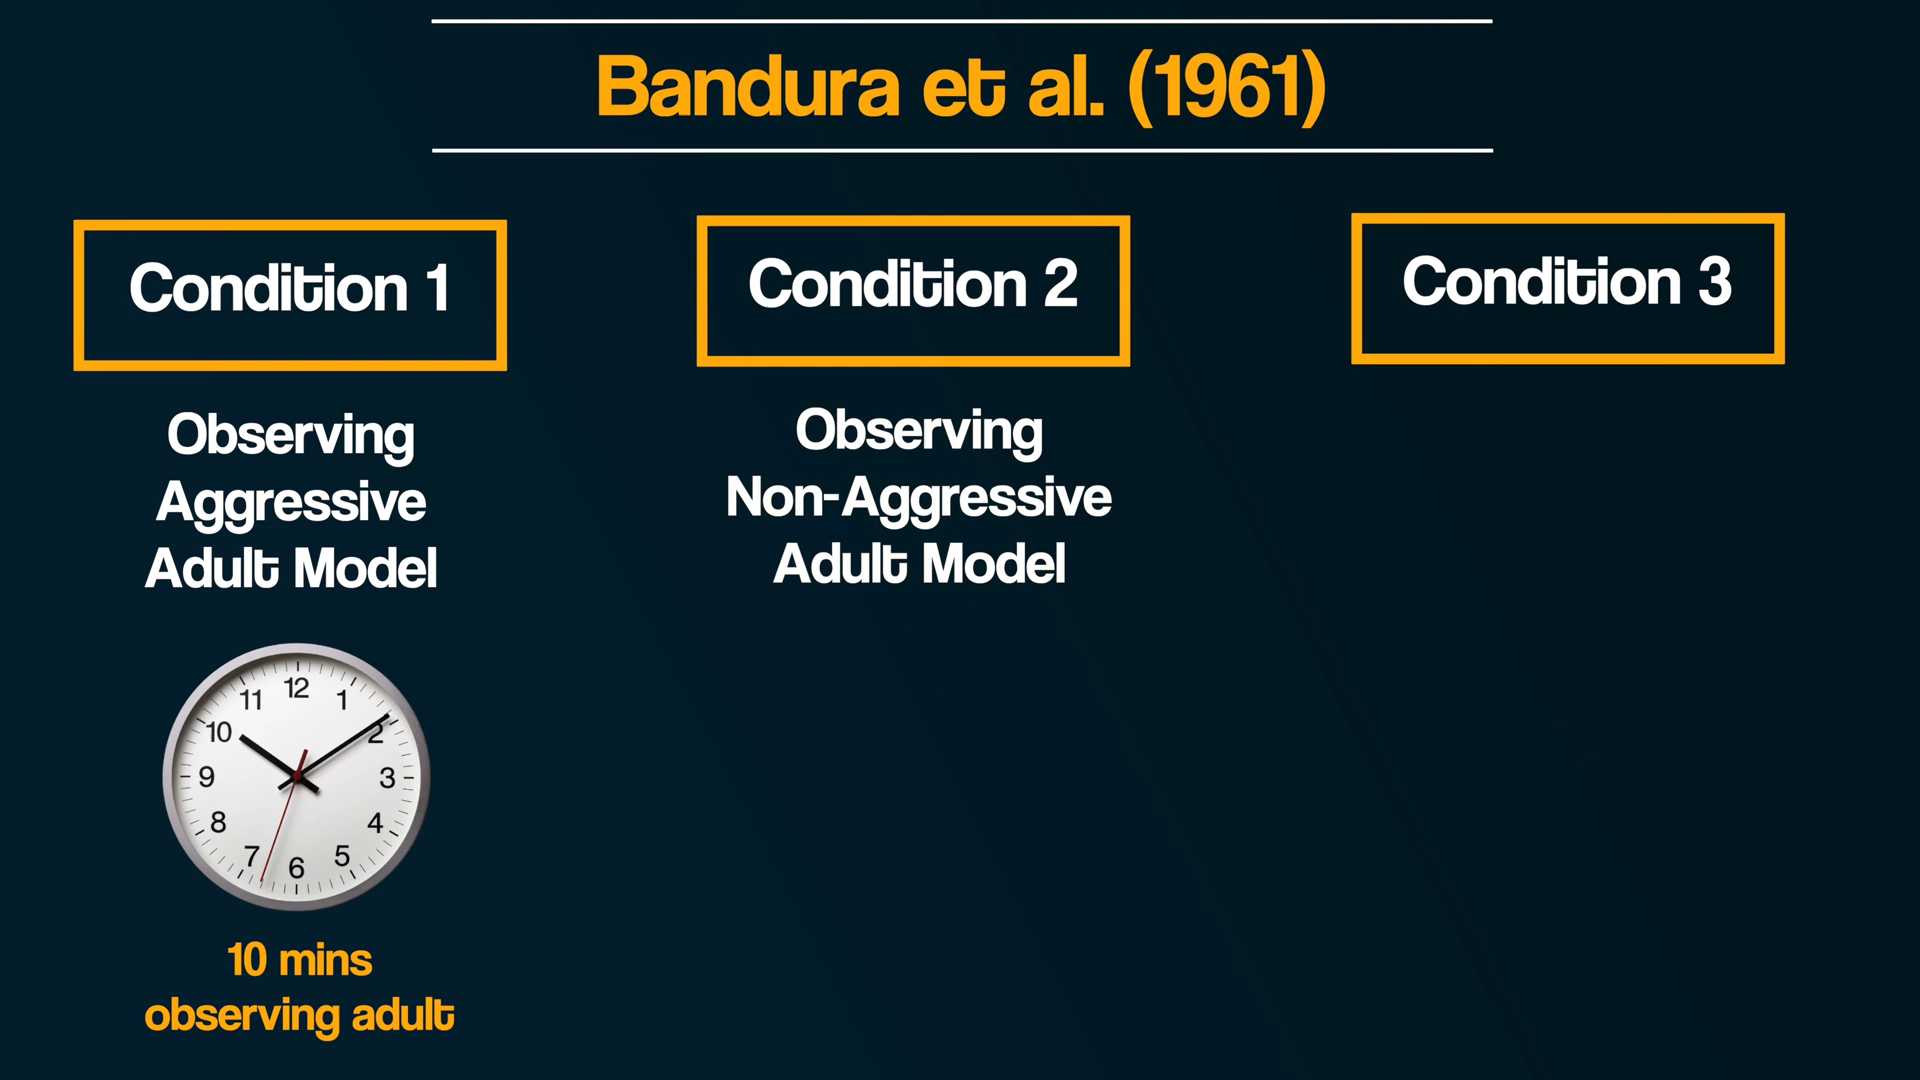 Bandura et al. (1961)
Condition 1
Condition 2
Condition 3
Observing
Aggressive
Adult Model
Observing
Non-Aggressive
Adult Model
12
1
2
3
4
5
6
7
8
9
10
11
10 mins
observing adult